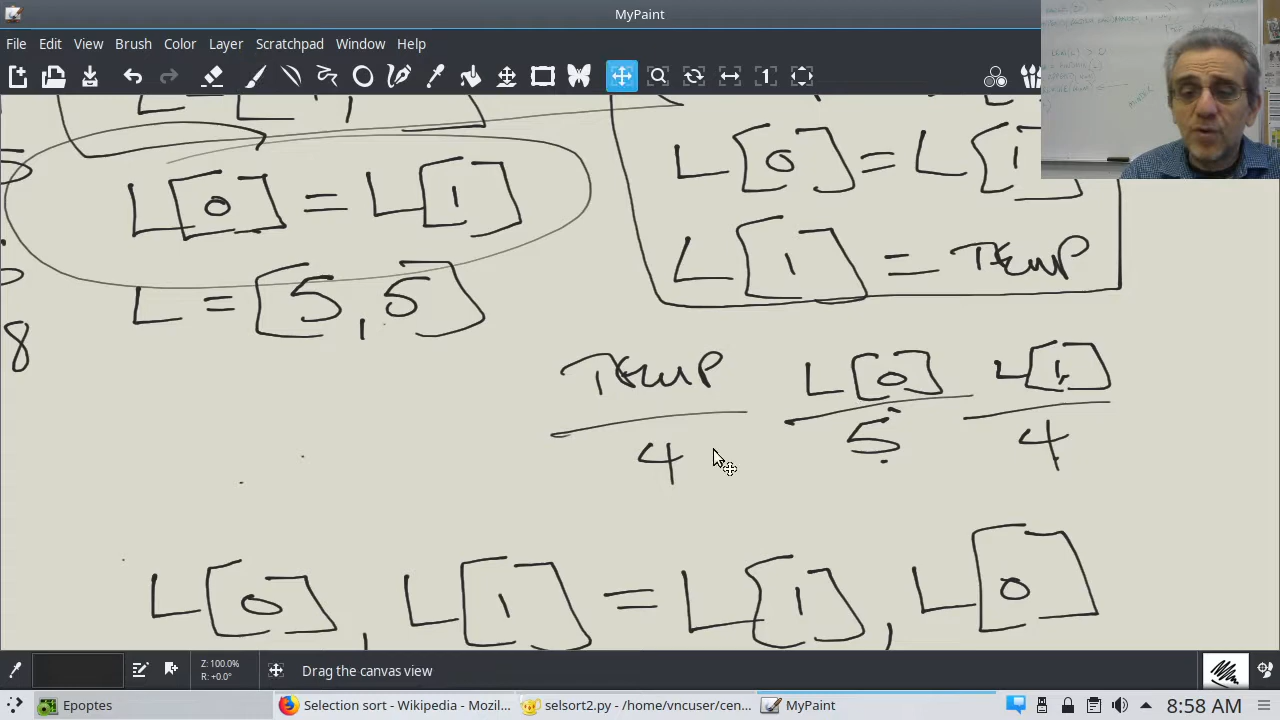 MyPaint
File Edit View Brush Color Layer Scratchpad Window Help
L[0] = L[1]
L = [5,5]
8
L[0] = L[1]
L[1] = TEMP
TEMP L[0] L[1]
4 5 4
L[0], L[1] = L[1], L[0]
Z: 100.0%
R: +0.0°
Drag the canvas view
Epoptes
Selection sort - Wikipedia - Mozil...
selsort2.py - /home/vncuser/cen...
MyPaint
8:58 AM